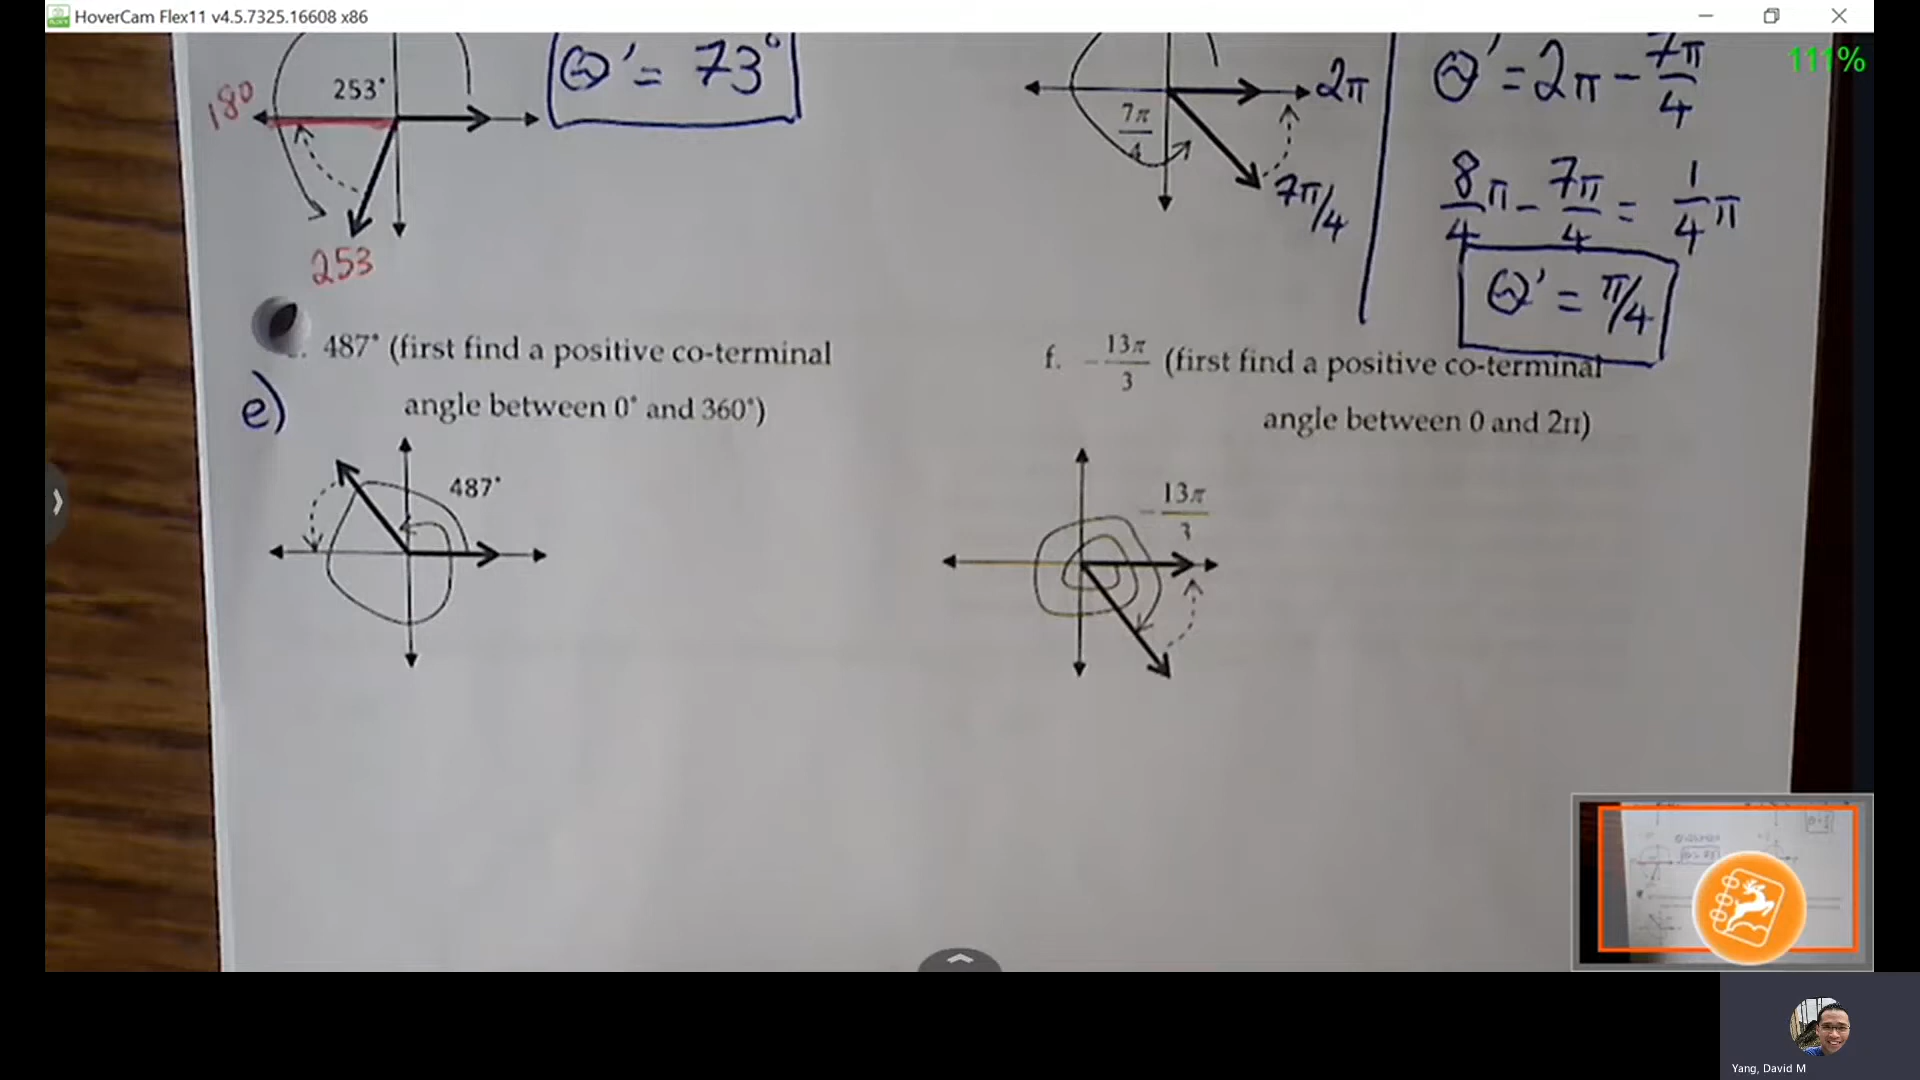 HoverCam Flex11 v4.5.7325.16608 x86
111%
180
253°
253
θ' = 73°
7π/4
2π
7π/4
θ' = 2π - 7π/4
8/4 π - 7π/4 = 1/4 π
θ' = π/4
e)
487° (first find a positive co-terminal
angle between 0° and 360°)
487°
f. -13π/3 (first find a positive co-terminal
angle between 0 and 2π)
-13π/3
Yang, David M